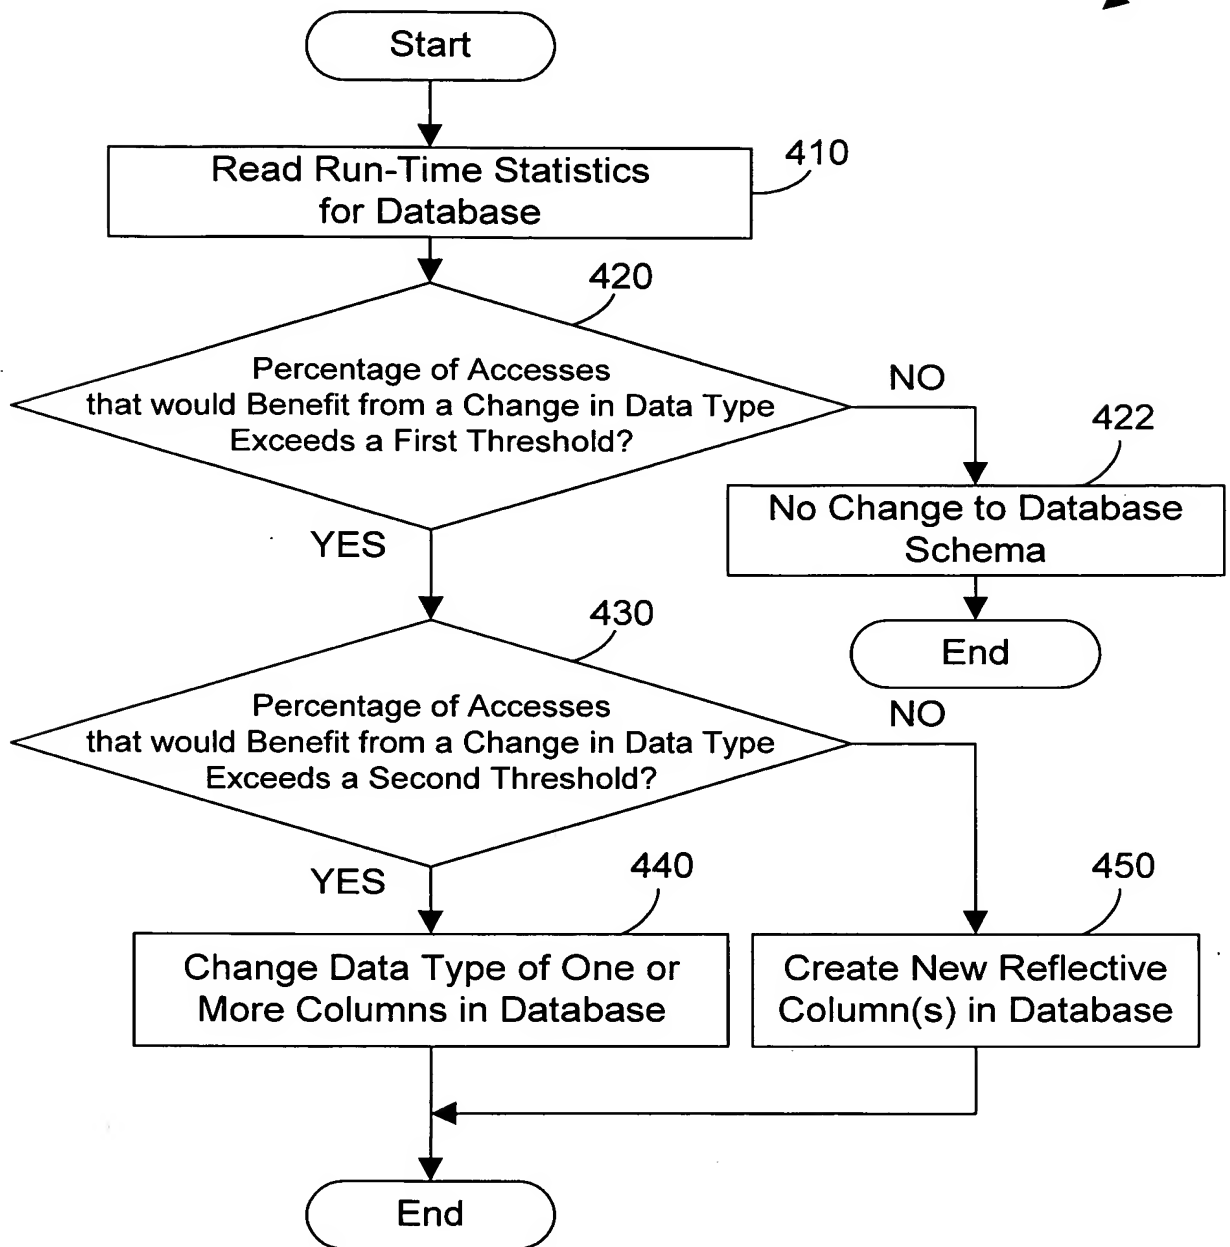 Start
410
Read Run-Time Statistics
for Database
420
Percentage of Accesses
that would Benefit from a Change in Data Type
Exceeds a First Threshold?
NO
422
No Change to Database
Schema
YES
End
430
Percentage of Accesses
that would Benefit from a Change in Data Type
Exceeds a Second Threshold?
NO
YES
440
450
Change Data Type of One or
More Columns in Database
Create New Reflective
Column(s) in Database
End